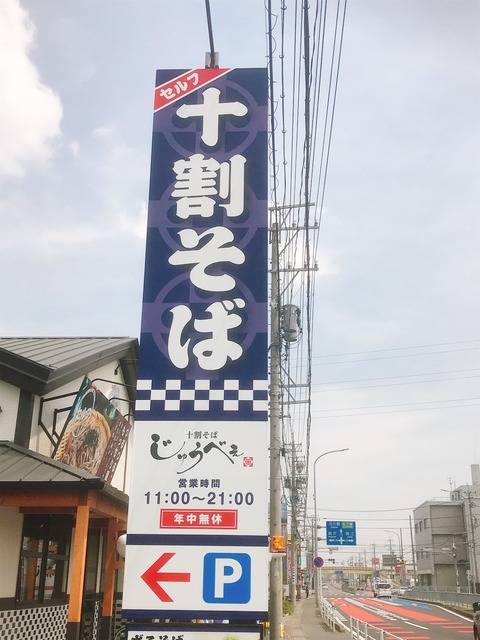 セルフ
十割そば
十割そば
じゅうべぇ
営業時間
11:00～21:00
年中無休
P